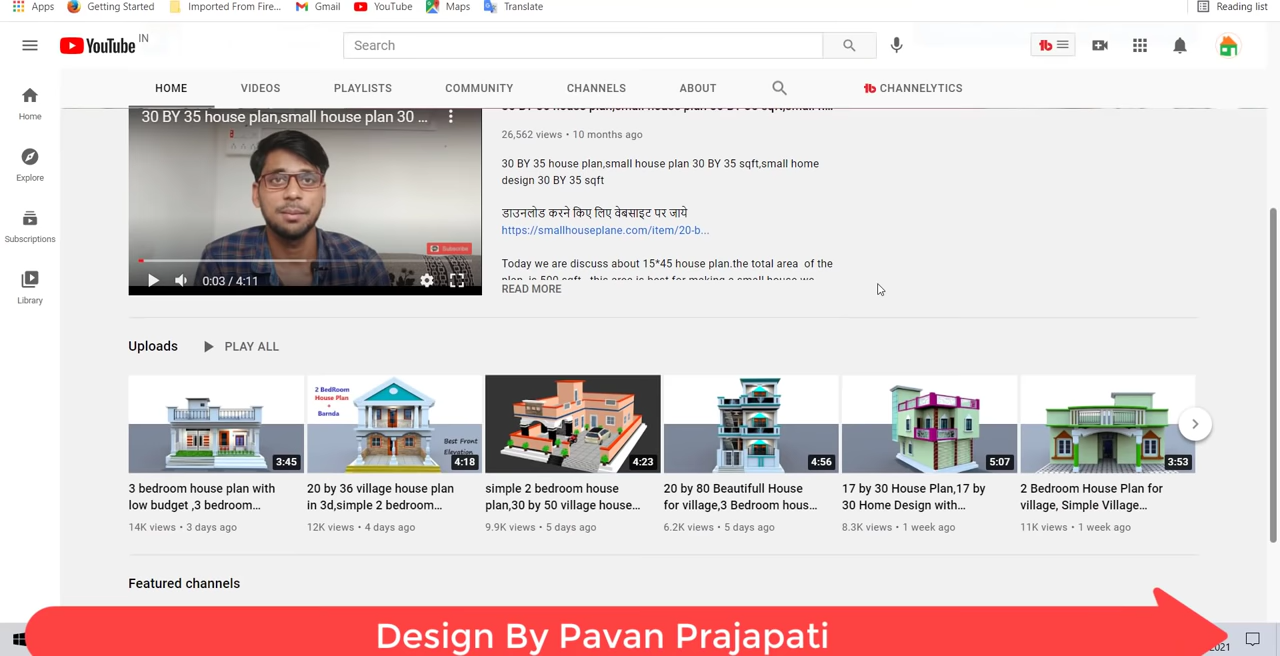 Apps Getting Started Imported From Fire... Gmail YouTube Maps Translate Reading list
YouTube IN
Search
HOME VIDEOS PLAYLISTS COMMUNITY CHANNELS ABOUT CHANNELYTICS
Home
Explore
Subscriptions
Library
30 BY 35 house plan,small house plan 30 ...
Subscribe
0:03 / 4:11
26,562 views • 10 months ago
30 BY 35 house plan,small house plan 30 BY 35 sqft,small home
design 30 BY 35 sqft
डाउनलोड करने किए लिए वेबसाइट पर जाये
https://smallhouseplane.com/item/20-b...
Today we are discuss about 15*45 house plan.the total area of the
READ MORE
Uploads PLAY ALL
3:45
2 BedRoom
House Plan
+
Barnda
Best Front
Elevation
4:18
4:23
4:56
5:07
3:53
3 bedroom house plan with
low budget ,3 bedroom...
14K views • 3 days ago
20 by 36 village house plan
in 3d,simple 2 bedroom...
12K views • 4 days ago
simple 2 bedroom house
plan,30 by 50 village house...
9.9K views • 5 days ago
20 by 80 Beautifull House
for village,3 Bedroom hous...
6.2K views • 5 days ago
17 by 30 House Plan,17 by
30 Home Design with...
8.3K views • 1 week ago
2 Bedroom House Plan for
village, Simple Village...
11K views • 1 week ago
Featured channels
Design By Pavan Prajapati
2021